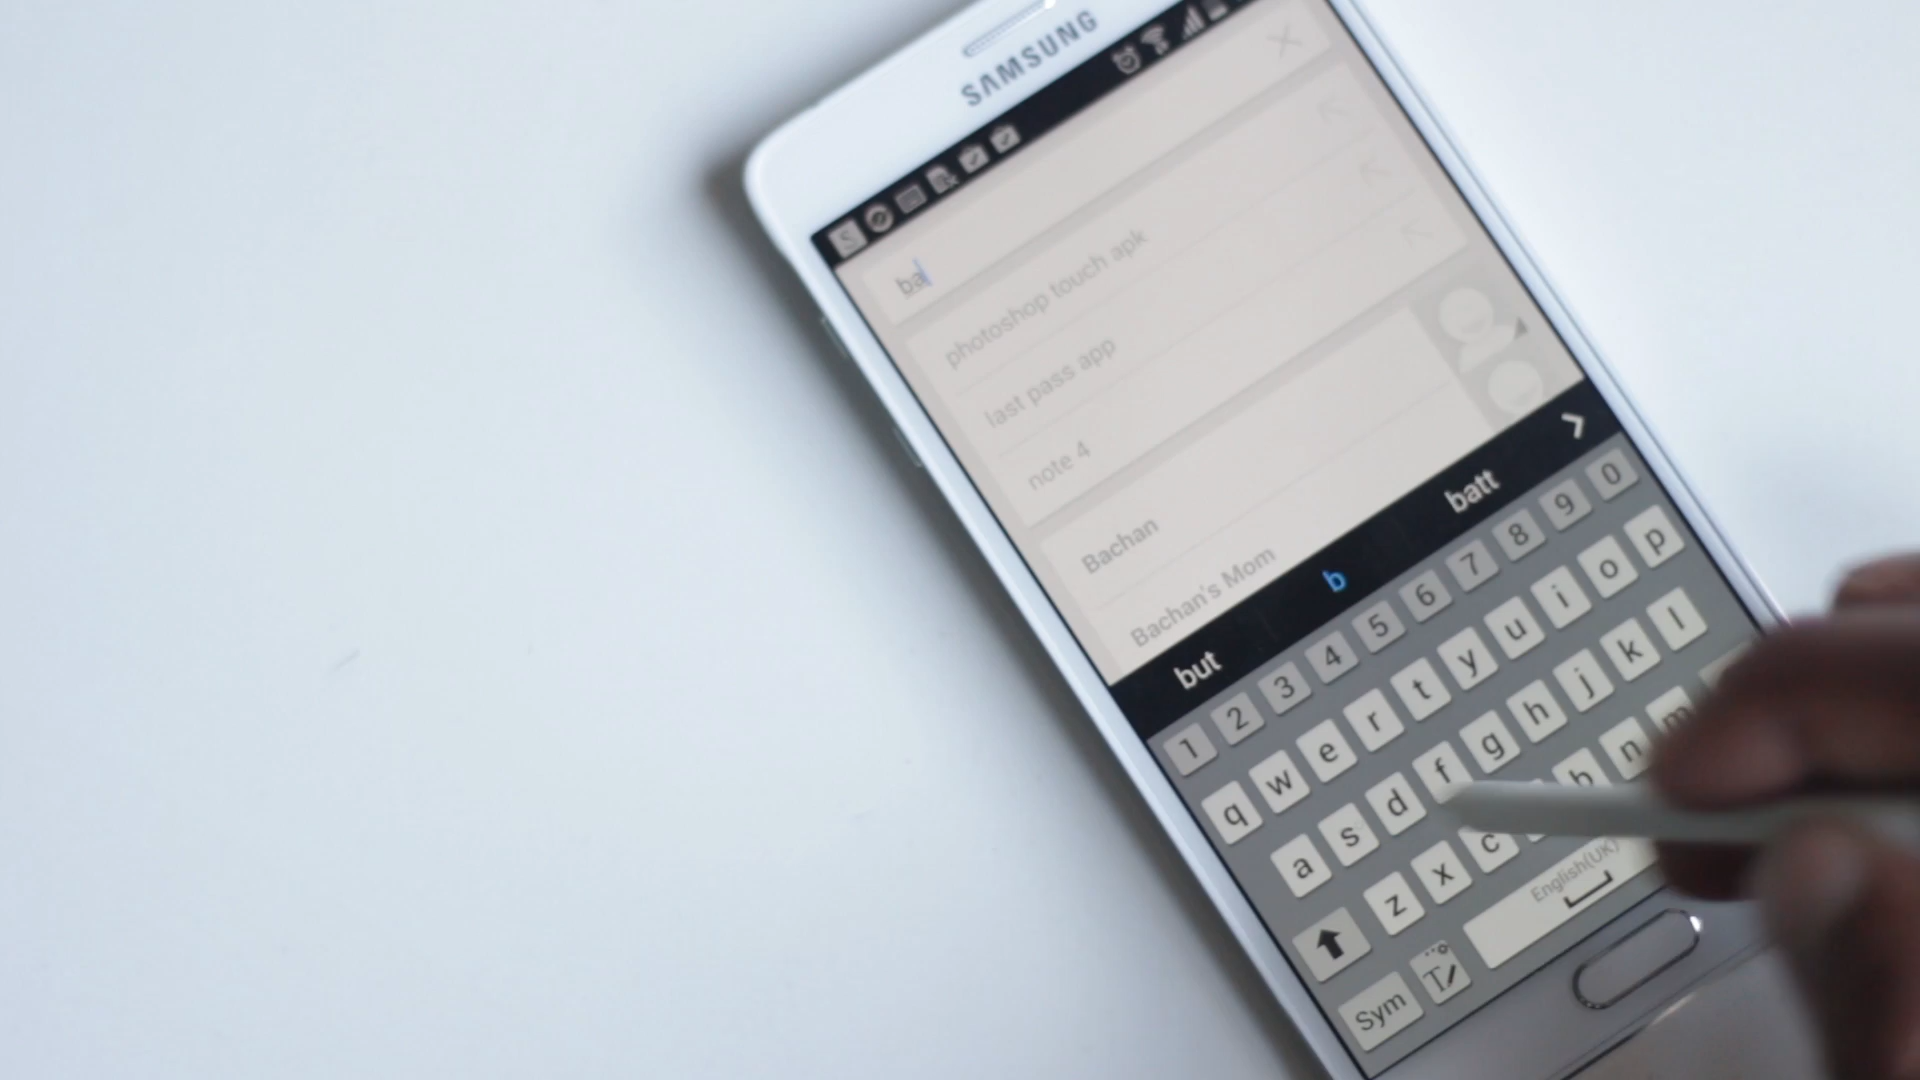 SAMSUNG
ba
photoshop touch apk
last pass app
note 4
Bachan
Bachan's Mom
but b batt
1 2 3 4 5 6 7 8 9 0
q w e r t y u i o p
a s d f g h j k l
z x c b n m
English(UK)
Sym